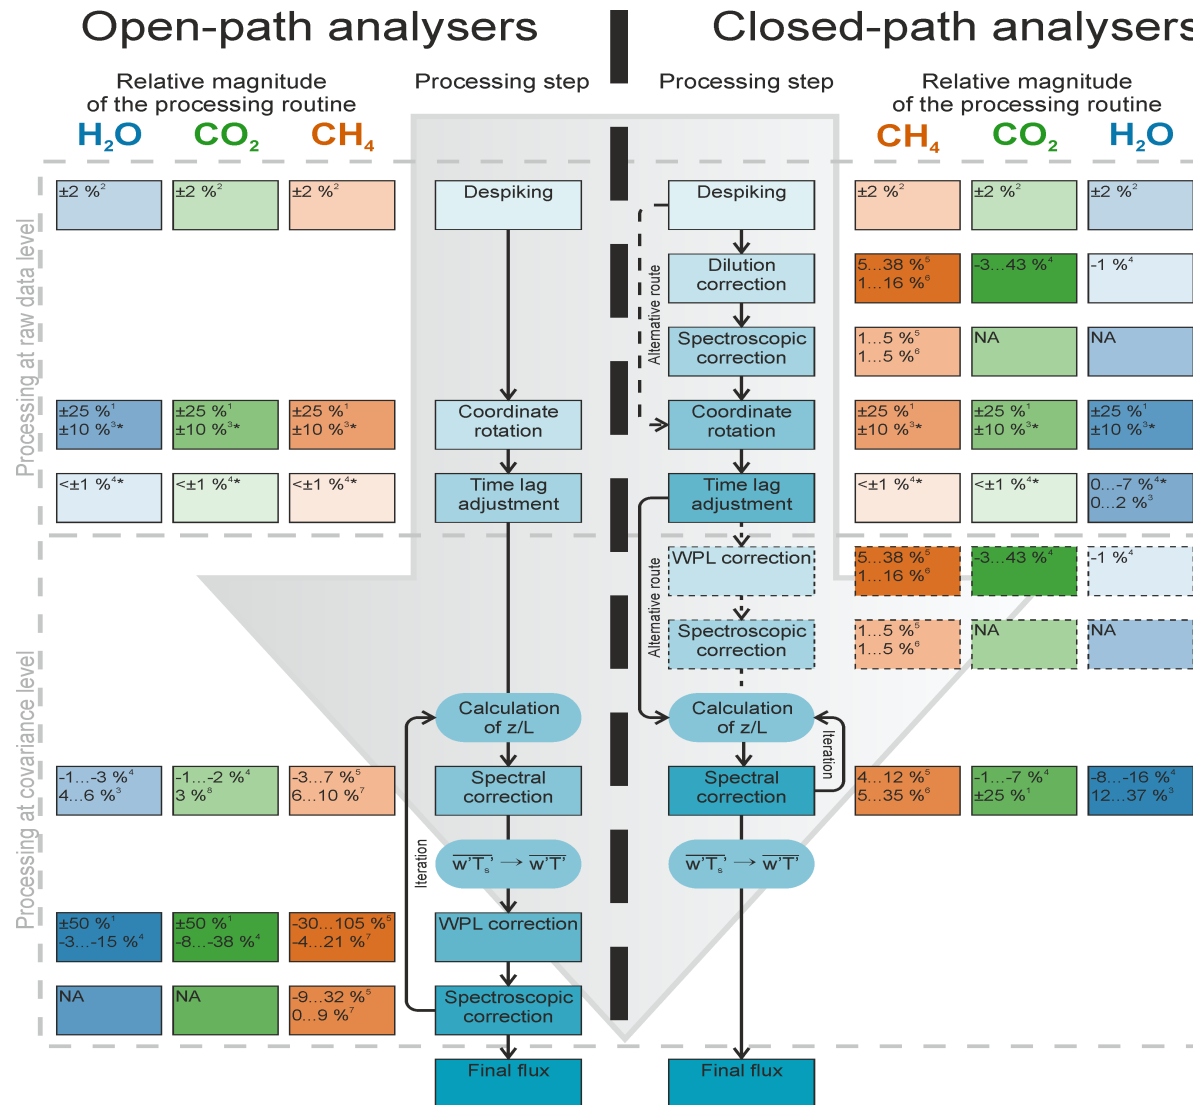 Open-path analysers
Closed-path analysers
Relative magnitude
of the processing routine
Processing step
Processing step
Relative magnitude
of the processing routine
H₂O CO₂ CH₄
CH₄ CO₂ H₂O
Processing at raw data level
±2 %² ±2 %² ±2 %² Despiking
Despiking ±2 %² ±2 %² ±2 %²
Alternative route
Dilution
correction
5...38 %⁵ -3...43 %⁴ -1 %⁴
1...16 %⁶
Spectroscopic
correction
1...5 %⁵ NA NA
1...5 %⁶
±25 %¹ ±25 %¹ ±25 %¹
±10 %³* ±10 %³* ±10 %³*
Coordinate
rotation
Coordinate
rotation
±25 %¹ ±25 %¹ ±25 %¹
±10 %³* ±10 %³* ±10 %³*
<±1 %⁴* <±1 %⁴* <±1 %⁴*
Time lag
adjustment
Time lag
adjustment
<±1 %⁴* <±1 %⁴* 0...-7 %⁴*
0...2 %³
Processing at covariance level
Alternative route
WPL correction
5...38 %⁵ -3...43 %⁴ -1 %⁴
1...16 %⁶
Spectroscopic
correction
1...5 %⁵ NA NA
1...5 %⁶
Calculation
of z/L
Calculation
of z/L
Iteration
-1...-3 %⁴ -1...-2 %⁴ -3...7 %⁵
4...6 %³ 3 %⁸ 6...10 %⁷
Spectral
correction
Spectral
correction
4...12 %⁵ -1...-7 %⁴ -8...-16 %⁴
5...35 %⁶ ±25 %¹ 12...37 %³
Iteration
w'Tₛ' → w'T'
w'Tₛ' → w'T'
±50 %¹ ±50 %¹ -30...105 %⁵
-3...-15 %⁴ -8...-38 %⁴ -4...21 %⁷
WPL correction
NA NA -9...32 %⁵
0...9 %⁷
Spectroscopic
correction
Final flux
Final flux